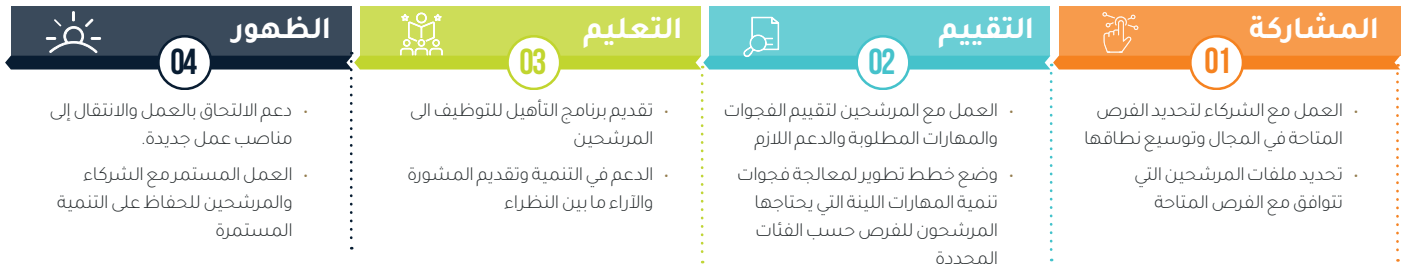 المشاركة
01
العمل مع الشركاء لتحديد الفرص
المتاحة في المجال وتوسيع نطاقها
تحديد ملفات المرشحين التي
تتوافق مع الفرص المتاحة
التقييم
02
العمل مع المرشحين لتقييم الفجوات
والمهارات المطلوبة والدعم اللازم
وضع خطط تطوير لمعالجة فجوات
تنمية المهارات اللينة التي يحتاجها
المرشحون للفرص حسب الفئات
المحددة
التعليم
03
تقديم برنامج التأهيل للتوظيف الى
المرشحين
الدعم في التنمية وتقديم المشورة
والآراء ما بين النظراء
الظهور
04
دعم الالتحاق بالعمل والانتقال إلى
مناصب عمل جديدة.
العمل المستمر مع الشركاء
والمرشحين للحفاظ على التنمية
المستمرة